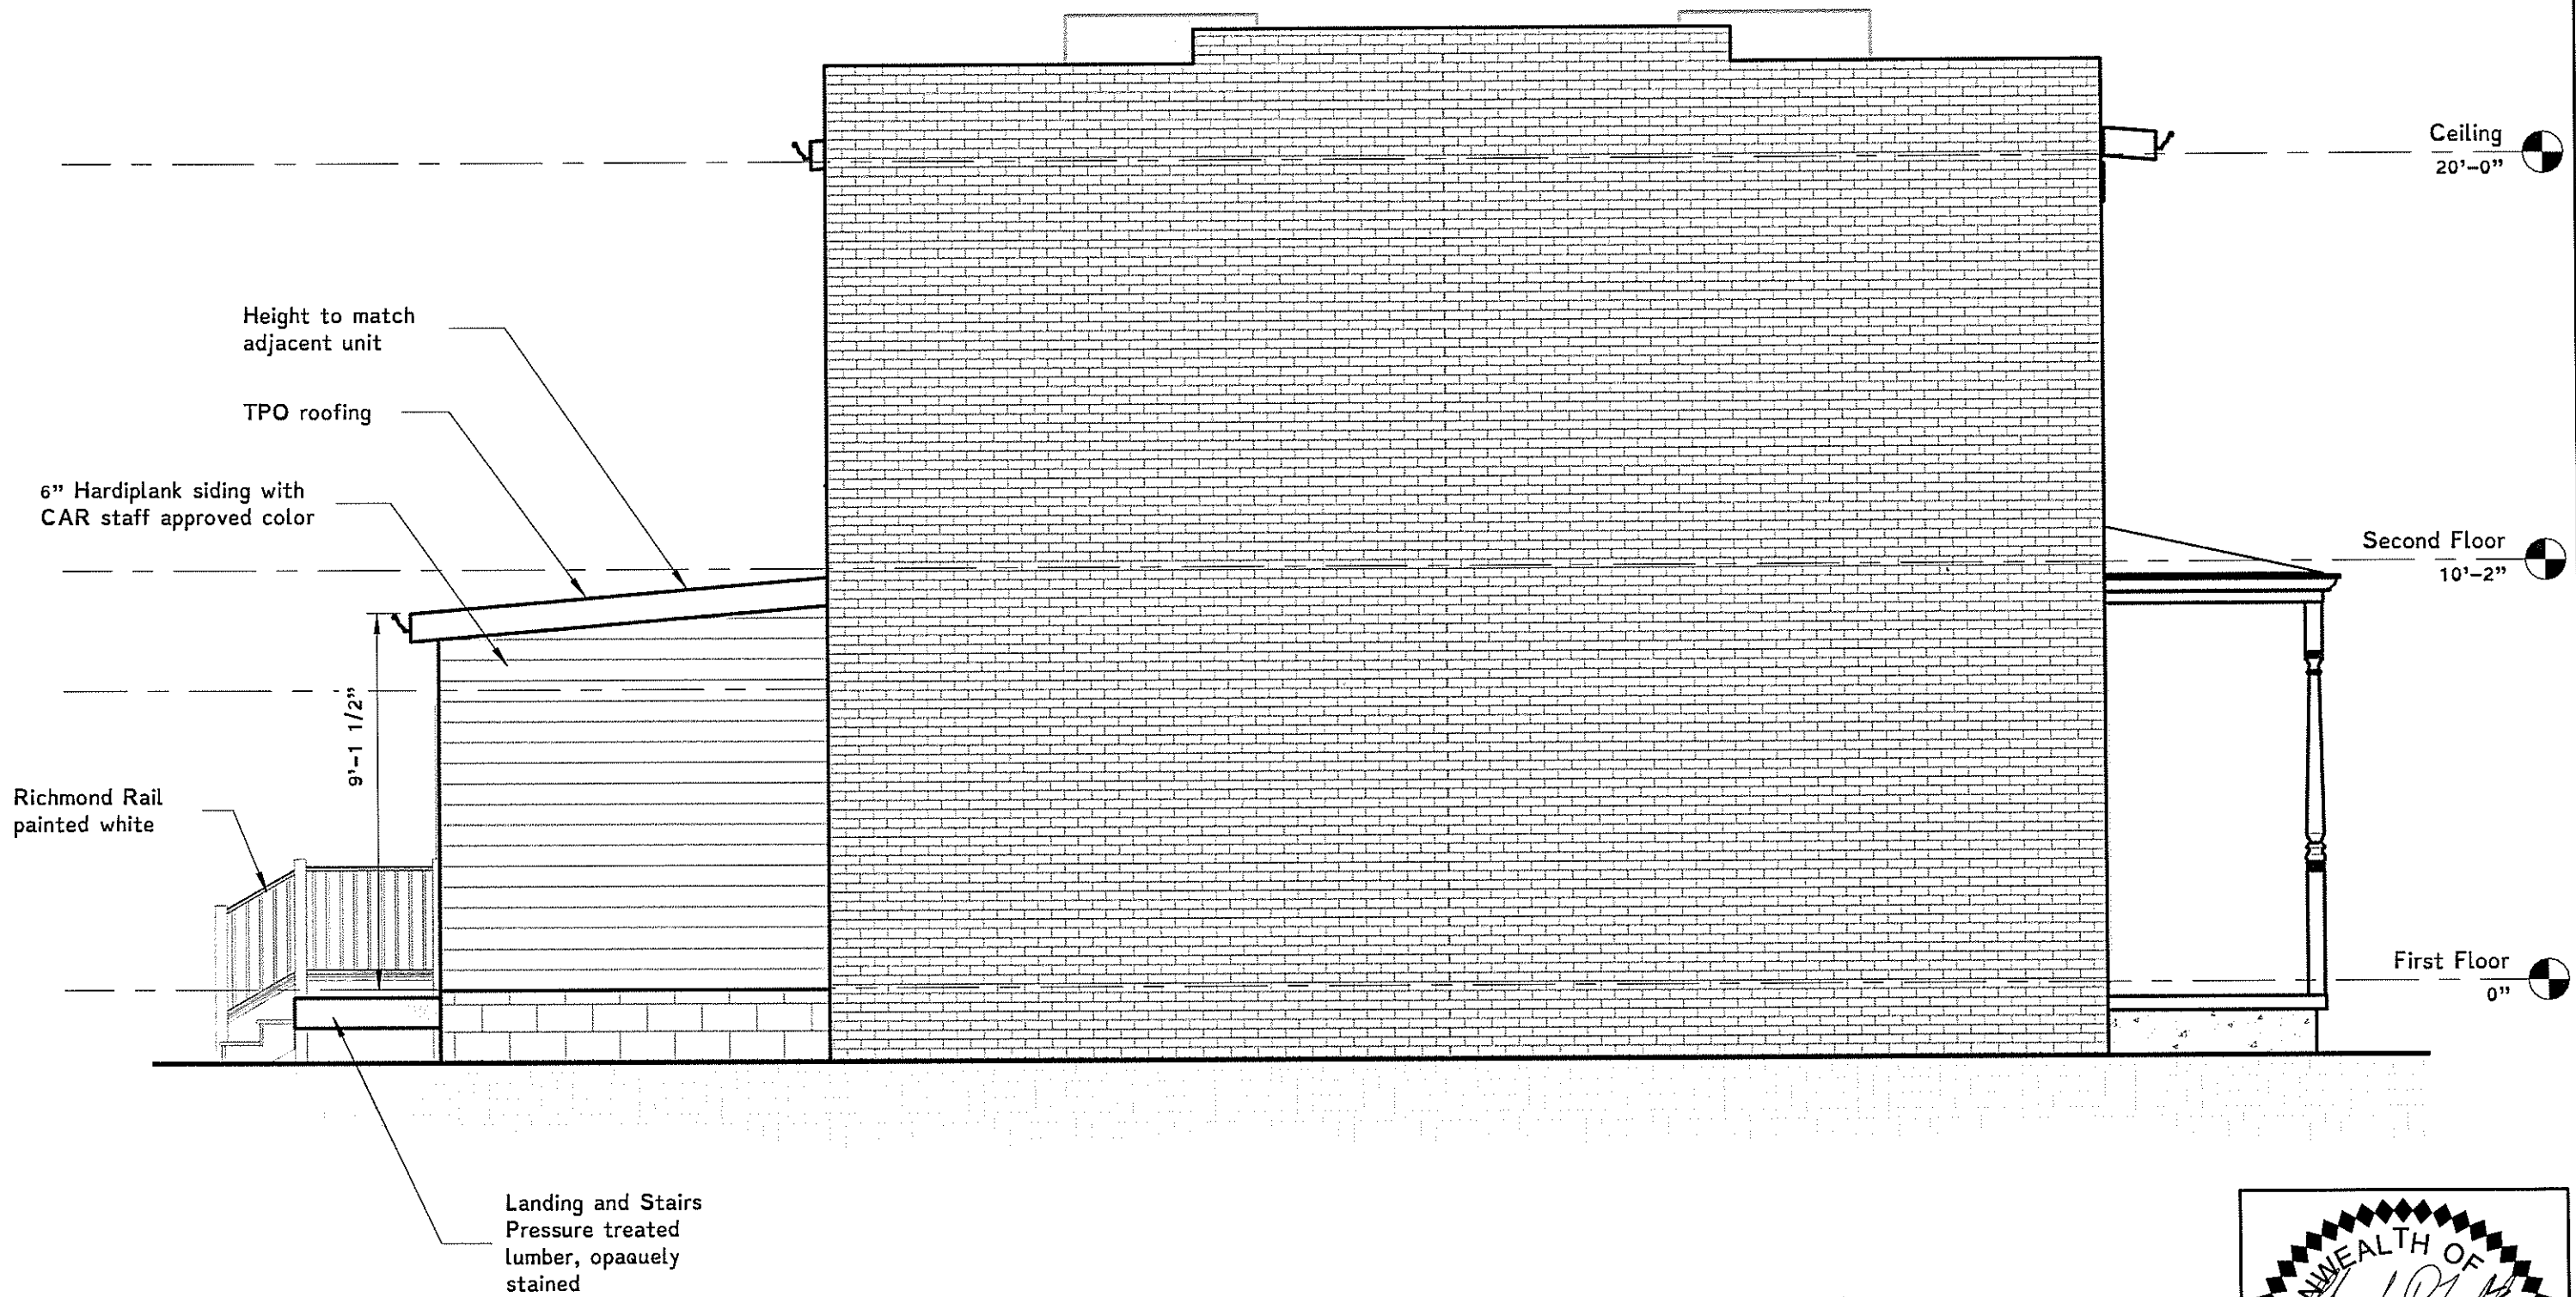 Ceiling
20'-0"
Height to match
adjacent unit
TPO roofing
6" Hardiplank siding with
CAR staff approved color
Second Floor
10'-2"
9'-1 1/2"
Richmond Rail
painted white
First Floor
0"
Landing and Stairs
Pressure treated
lumber, opaquely
stained
NWEALTH OF